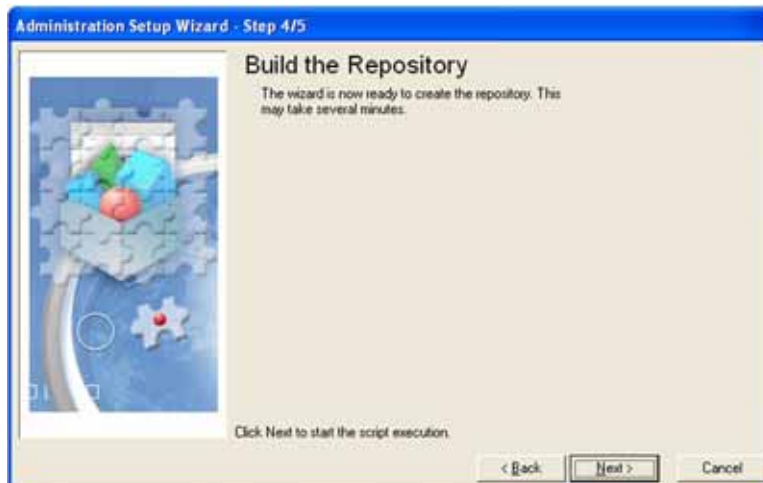 Administration Setup Wizard - Step 4/5
Build the Repository
The wizard is now ready to create the repository. This
may take several minutes.
Click Next to start the script execution.
< Back
Next >
Cancel